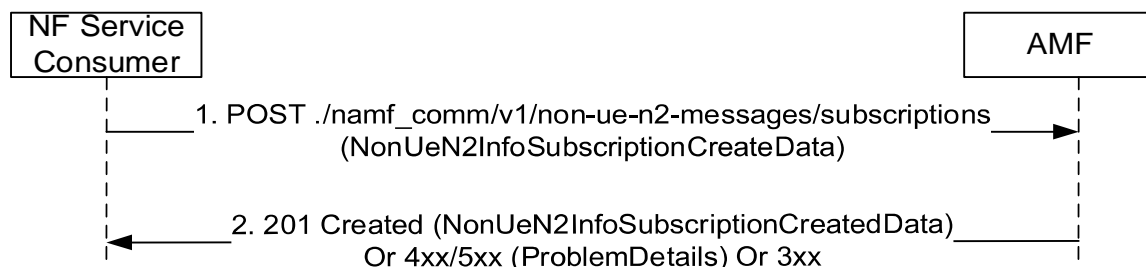 NF Service
Consumer
AMF
1. POST ./namf_comm/v1/non-ue-n2-messages/subscriptions
(NonUeN2InfoSubscriptionCreateData)
2. 201 Created (NonUeN2InfoSubscriptionCreatedData)
Or 4xx/5xx (ProblemDetails) Or 3xx